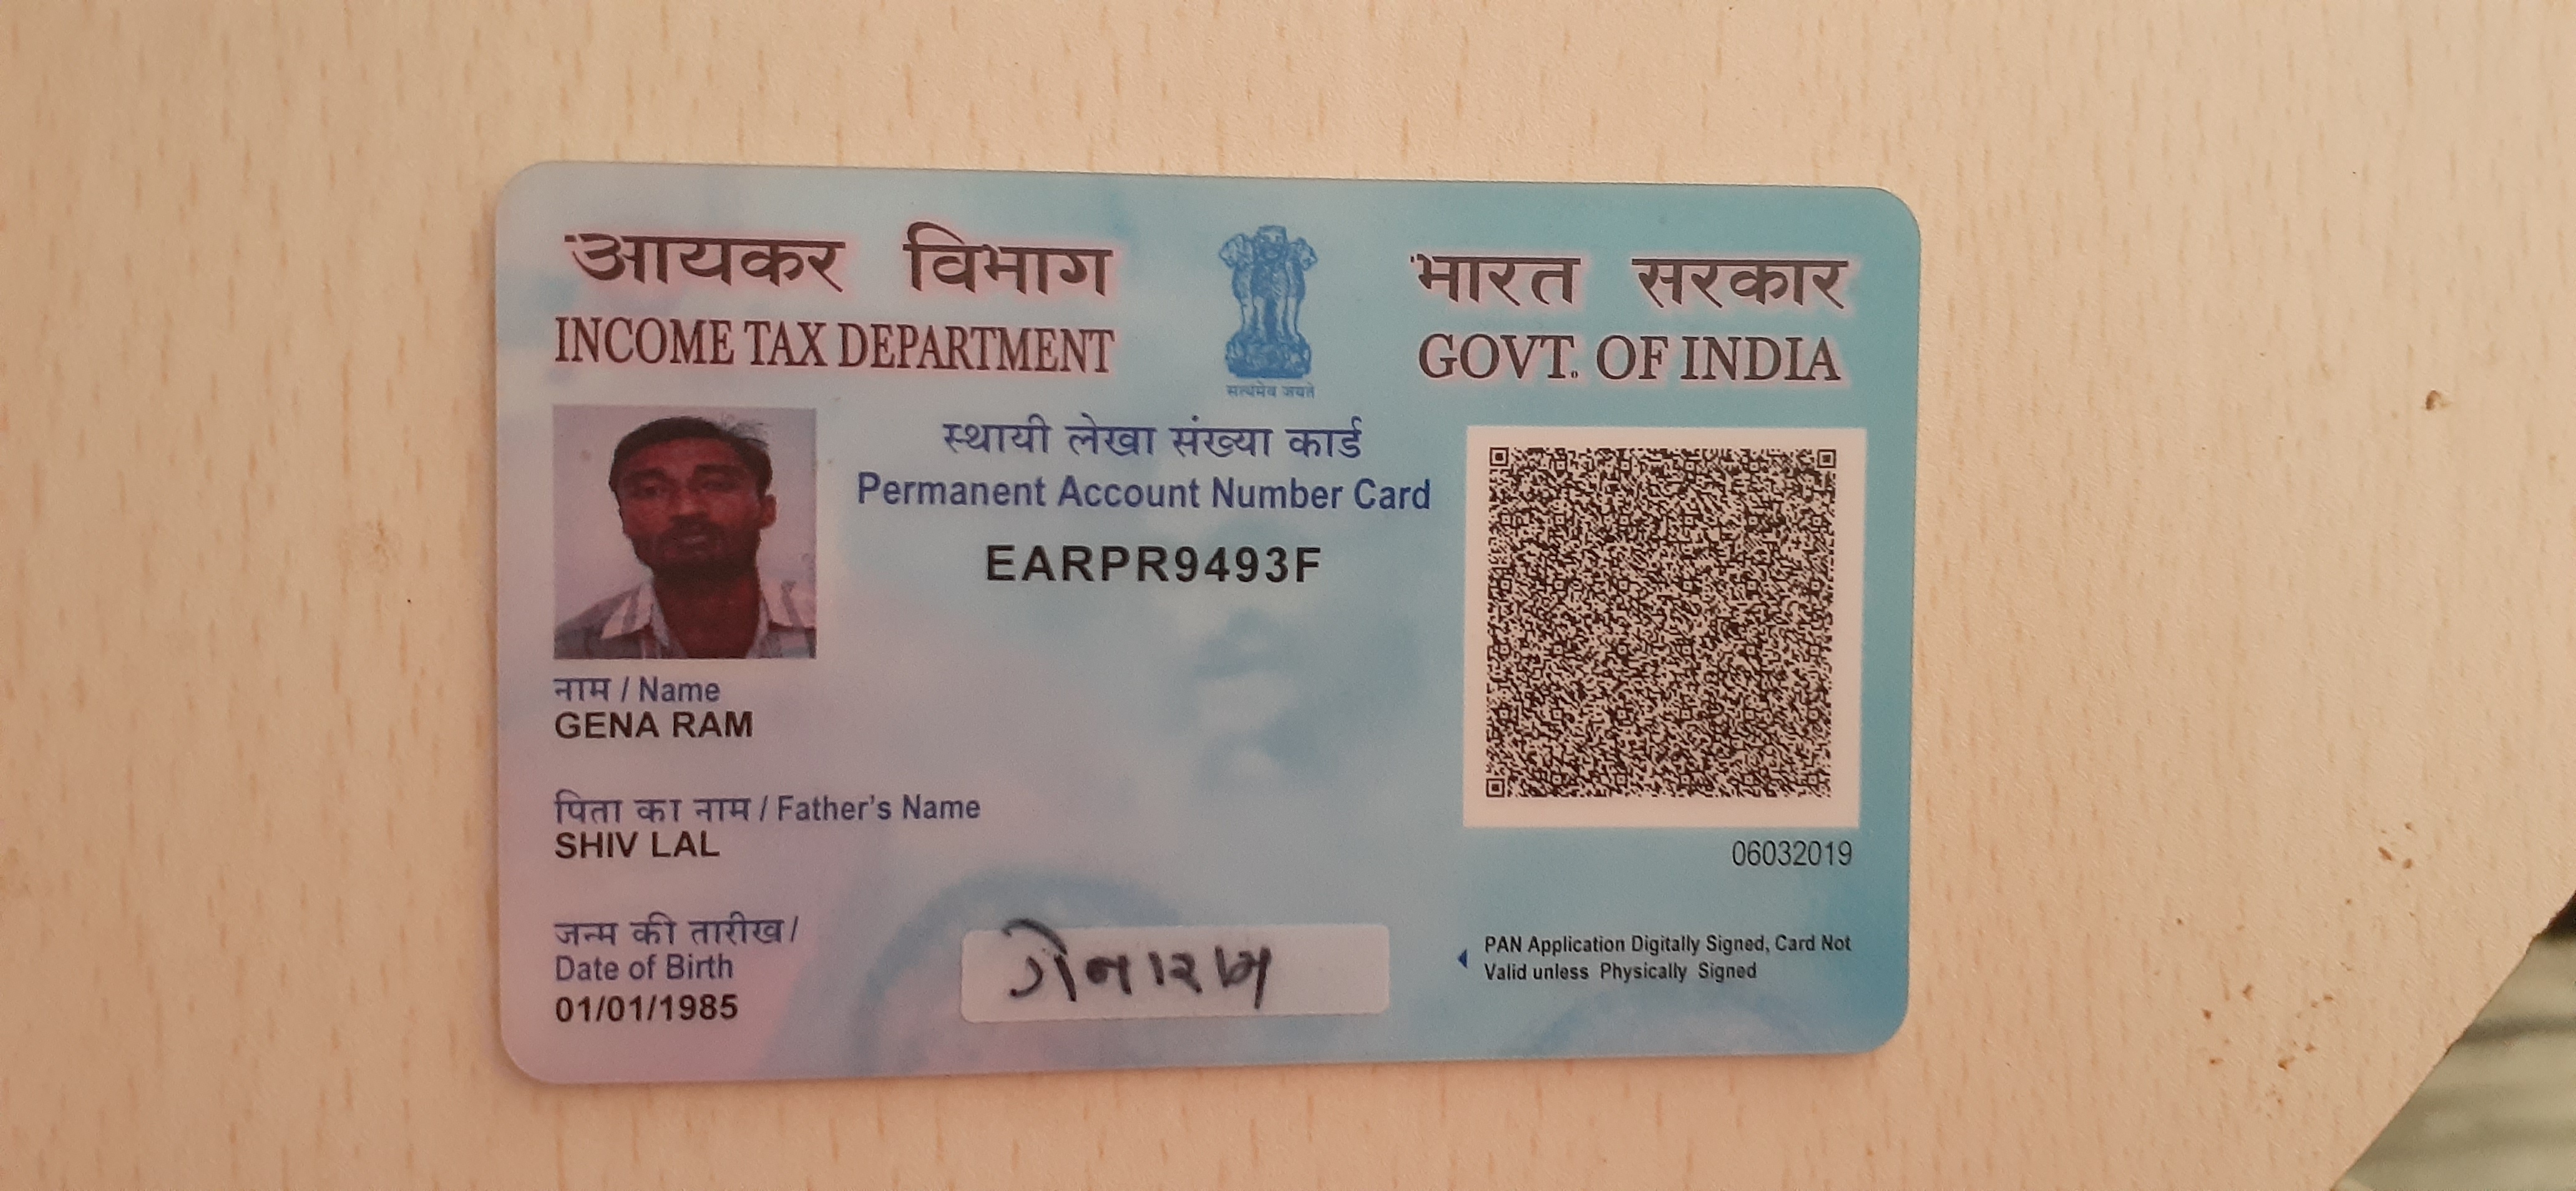 आयकर विभाग
INCOME TAX DEPARTMENT
सत्यमेव जयते
भारत सरकार
GOVT. OF INDIA
स्थायी लेखा संख्या कार्ड
Permanent Account Number Card
EARPR9493F
नाम / Name
GENA RAM
पिता का नाम / Father's Name
SHIV LAL
जन्म की तारीख /
Date of Birth
01/01/1985
गेनाराम
06032019
PAN Application Digitally Signed, Card Not
Valid unless Physically Signed